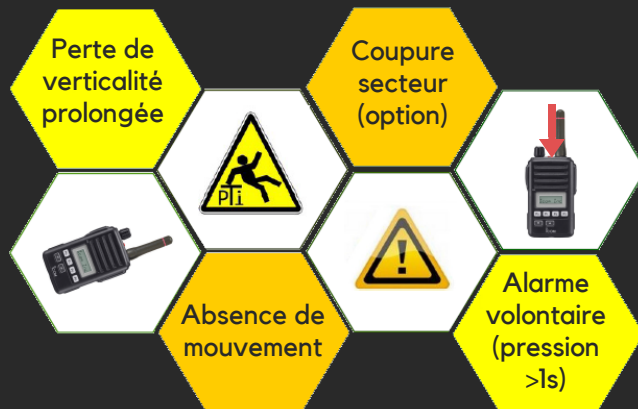 Perte de
verticalité
prolongée
Coupure
secteur
(option)
PTi
Absence de
mouvement
Alarme
volontaire
(pression
>1s)